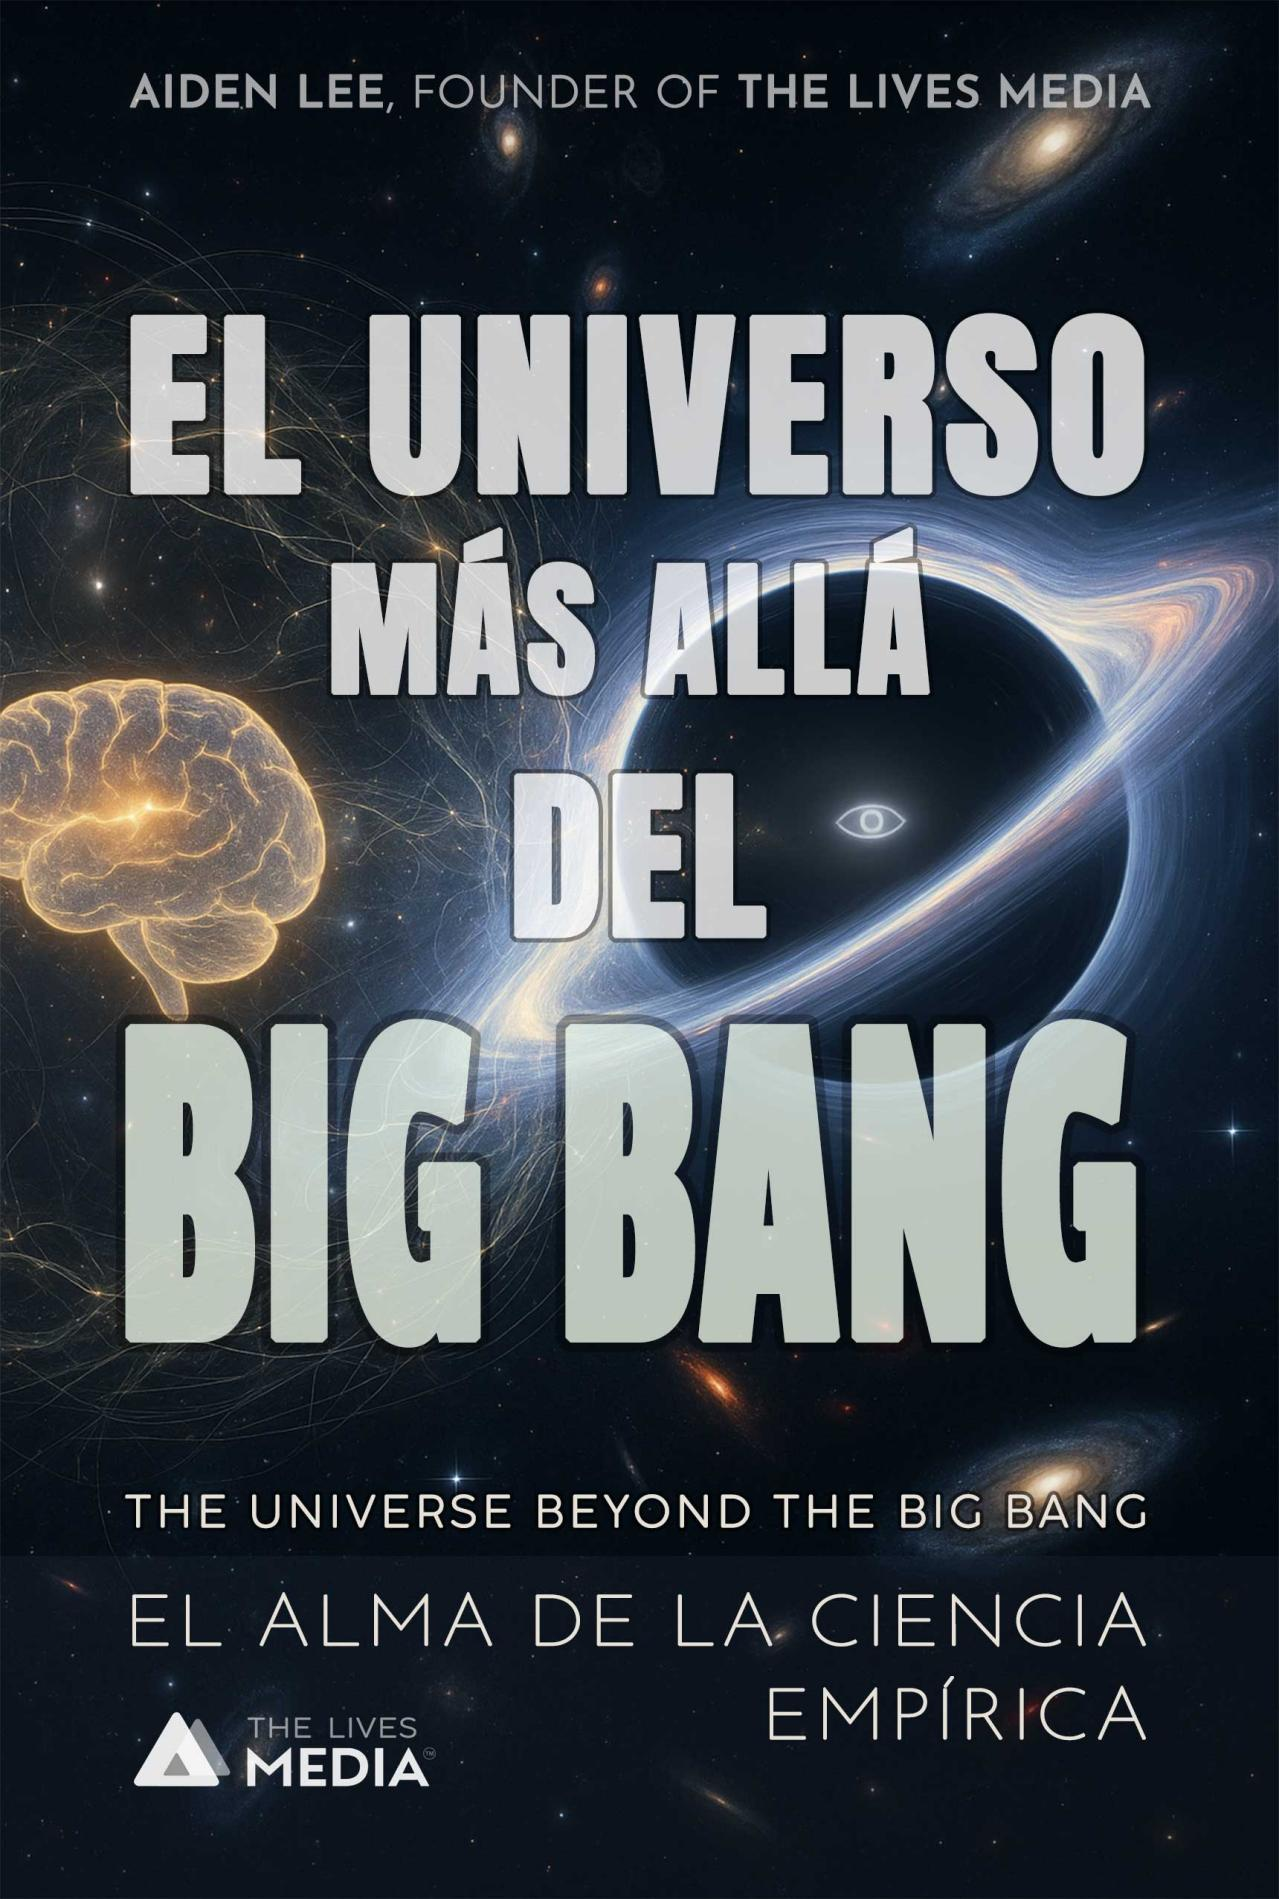 AIDEN LEE, FOUNDER OF THE LIVES MEDIA
EL UNIVERSO
MÁS ALLÁ
DEL
BIG BANG
THE UNIVERSE BEYOND THE BIG BANG
EL ALMA DE LA CIENCIA
EMPÍRICA
THE LIVES
MEDIA™